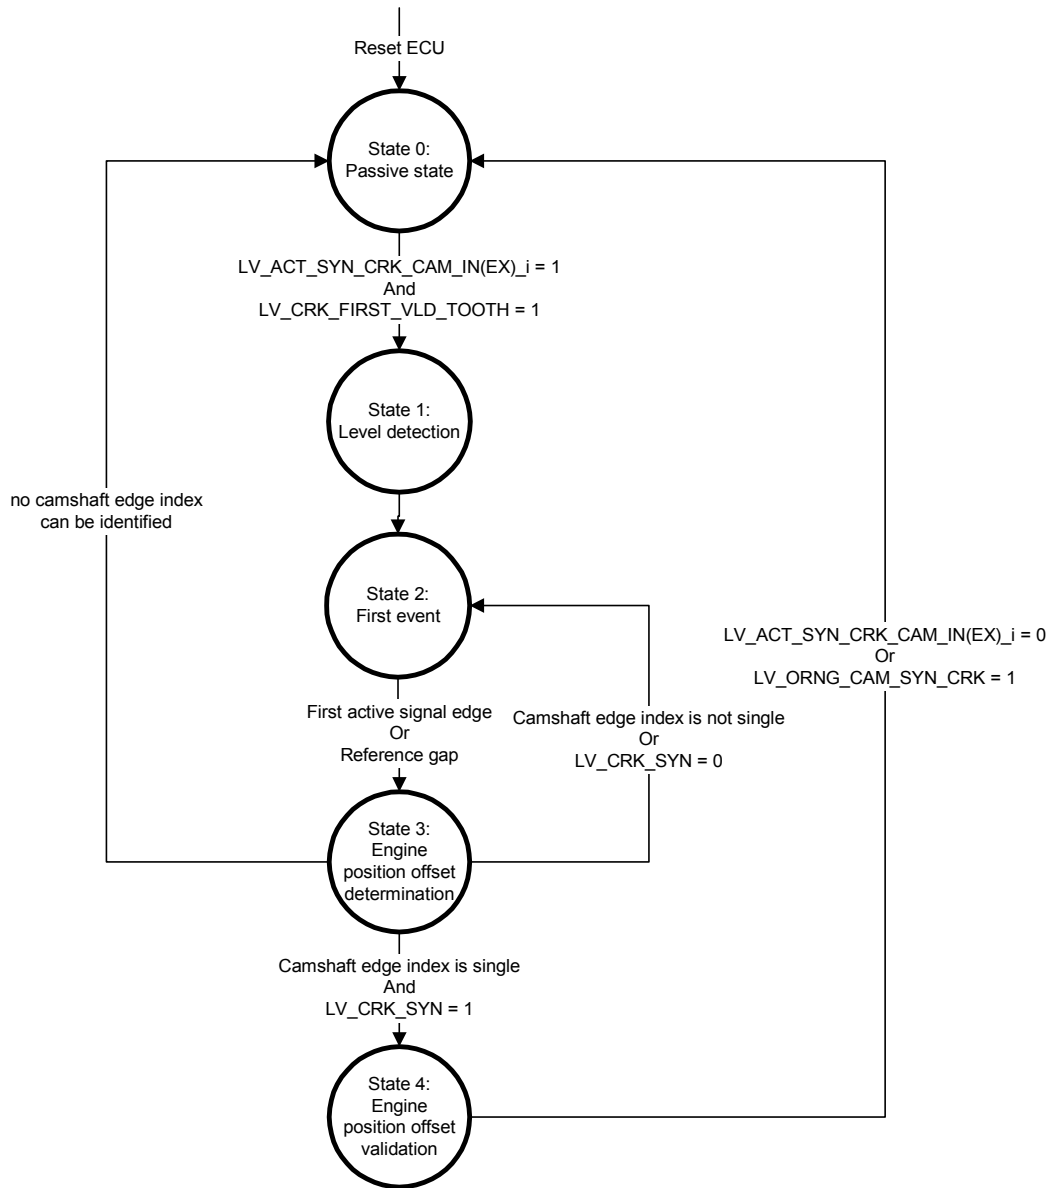 Reset ECU
State 0:
Passive state
LV_ACT_SYN_CRK_CAM_IN(EX)_i = 1
And
LV_CRK_FIRST_VLD_TOOTH = 1
State 1:
Level detection
no camshaft edge index
can be identified
State 2:
First event
LV_ACT_SYN_CRK_CAM_IN(EX)_i = 0
Or
LV_ORNG_CAM_SYN_CRK = 1
First active signal edge
Or
Reference gap
Camshaft edge index is not single
Or
LV_CRK_SYN = 0
State 3:
Engine
position offset
determination
Camshaft edge index is single
And
LV_CRK_SYN = 1
State 4:
Engine
position offset
validation